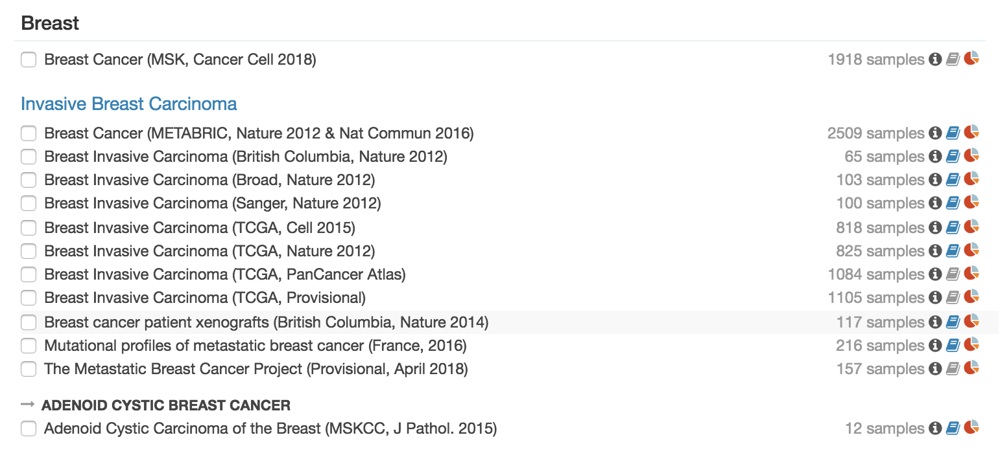 Breast
Breast Cancer (MSK, Cancer Cell 2018) 1918 samples
Invasive Breast Carcinoma
Breast Cancer (METABRIC, Nature 2012 & Nat Commun 2016) 2509 samples
Breast Invasive Carcinoma (British Columbia, Nature 2012) 65 samples
Breast Invasive Carcinoma (Broad, Nature 2012) 103 samples
Breast Invasive Carcinoma (Sanger, Nature 2012) 100 samples
Breast Invasive Carcinoma (TCGA, Cell 2015) 818 samples
Breast Invasive Carcinoma (TCGA, Nature 2012) 825 samples
Breast Invasive Carcinoma (TCGA, PanCancer Atlas) 1084 samples
Breast Invasive Carcinoma (TCGA, Provisional) 1105 samples
Breast cancer patient xenografts (British Columbia, Nature 2014) 117 samples
Mutational profiles of metastatic breast cancer (France, 2016) 216 samples
The Metastatic Breast Cancer Project (Provisional, April 2018) 157 samples
→ ADENOID CYSTIC BREAST CANCER
Adenoid Cystic Carcinoma of the Breast (MSKCC, J Pathol. 2015) 12 samples